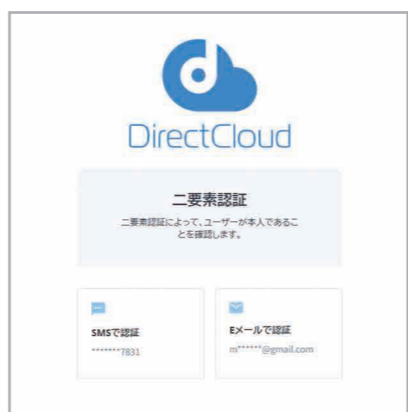 DirectCloud
二要素認証
二要素認証によって、ユーザーが本人であるこ
とを確認します。
SMSで認証
*******7831
Eメールで認証
m******@gmail.com